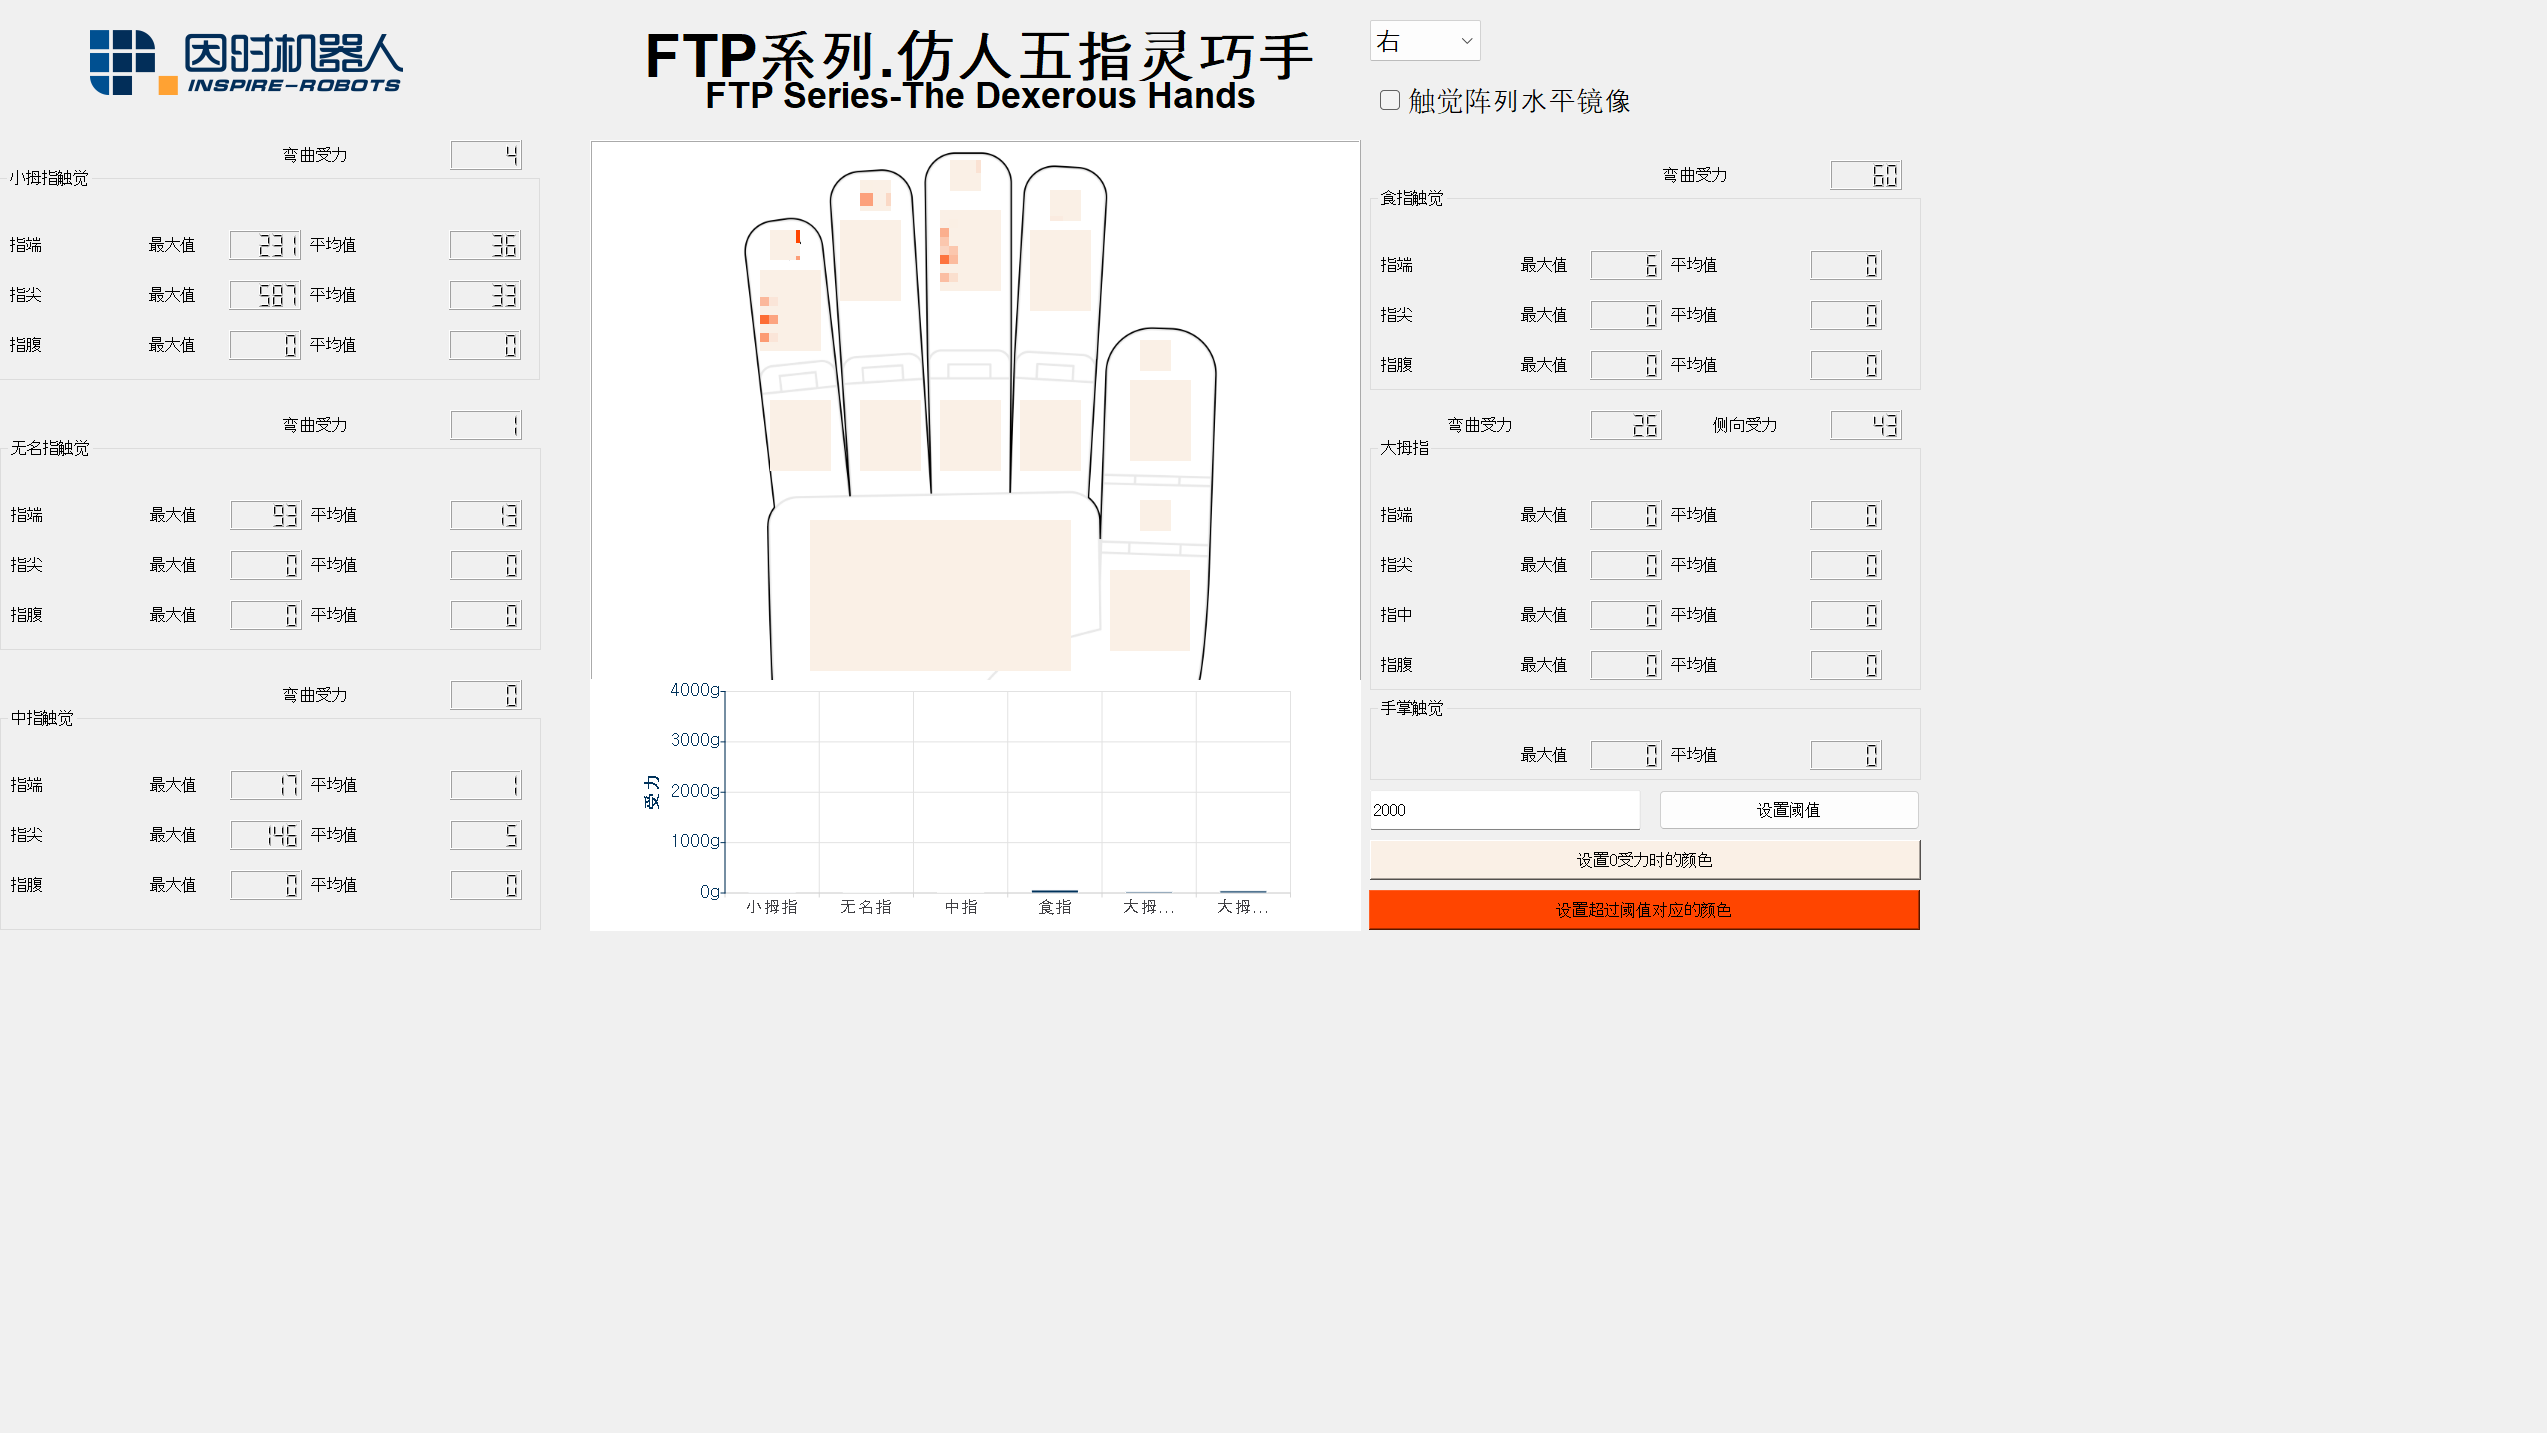 因时机器人
INSPIRE-ROBOTS
FTP系列.仿人五指灵巧手
FTP Series-The Dexerous Hands
右
触觉阵列水平镜像
弯曲受力 4
小拇指触觉
指端 最大值 231 平均值 36
指尖 最大值 587 平均值 33
指腹 最大值 0 平均值 0
弯曲受力 1
无名指触觉
指端 最大值 93 平均值 13
指尖 最大值 0 平均值 0
指腹 最大值 0 平均值 0
弯曲受力 0
中指触觉
指端 最大值 17 平均值 1
指尖 最大值 146 平均值 5
指腹 最大值 0 平均值 0
4000g
3000g
2000g
1000g
0g
受力
小拇指 无名指 中指 食指 大拇... 大拇...
弯曲受力 60
食指触觉
指端 最大值 6 平均值 0
指尖 最大值 0 平均值 0
指腹 最大值 0 平均值 0
弯曲受力 26 侧向受力 43
大拇指
指端 最大值 0 平均值 0
指尖 最大值 0 平均值 0
指中 最大值 0 平均值 0
指腹 最大值 0 平均值 0
手掌触觉
最大值 0 平均值 0
2000 设置阈值
设置0受力时的颜色
设置超过阈值对应的颜色